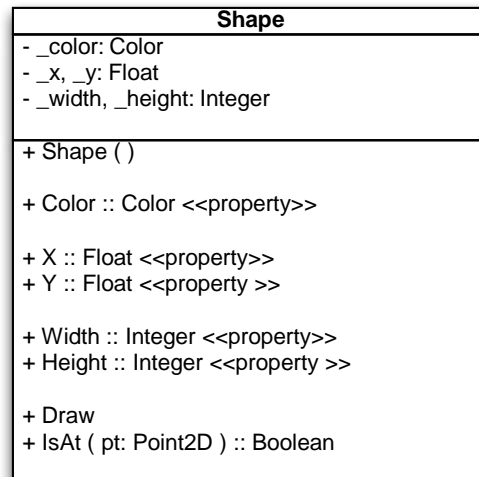 Shape
- _color: Color
- _x, _y: Float
- _width, _height: Integer
+ Shape ( )
+ Color :: Color <<property>>
+ X :: Float <<property>>
+ Y :: Float <<property >>
+ Width :: Integer <<property>>
+ Height :: Integer <<property >>
+ Draw
+ IsAt ( pt: Point2D ) :: Boolean